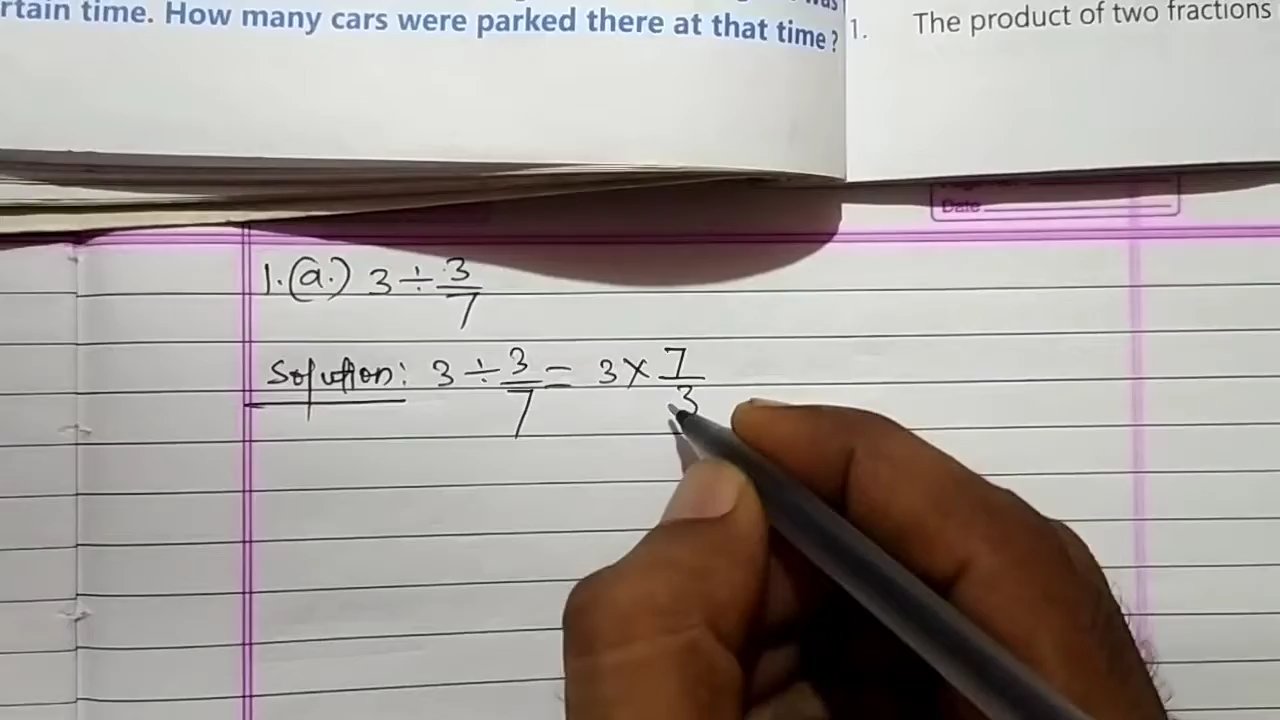 rtain time. How many cars were parked there at that time?
1. The product of two fractions
Date
1.(a.) 3 ÷ 3/7
Solution: 3 ÷ 3/7 = 3 × 7/3